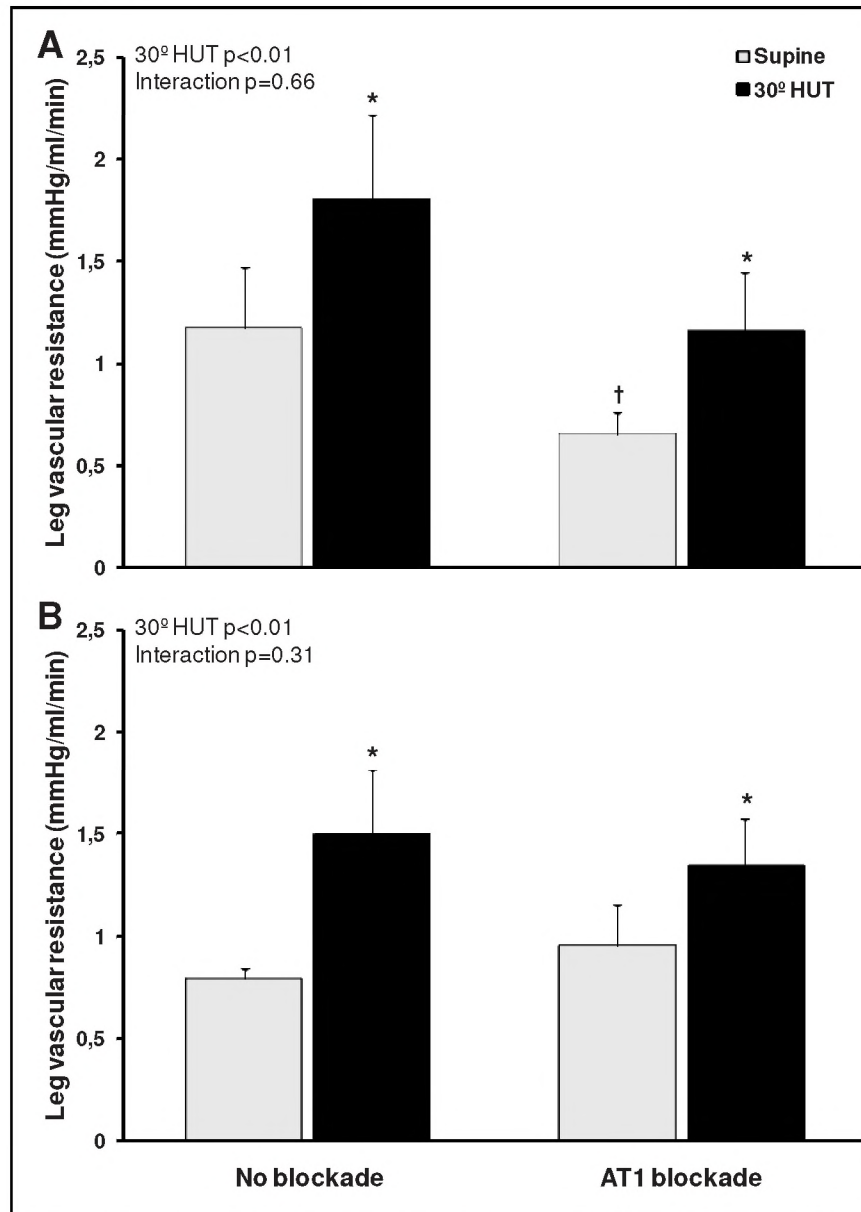 A
30º HUT p<0.01
Interaction p=0.66
Supine
30º HUT
Leg vascular resistance (mmHg/ml/min)
2,5
2
1,5
1
0,5
0
*
*
†
B
30º HUT p<0.01
Interaction p=0.31
Leg vascular resistance (mmHg/ml/min)
2,5
2
1,5
1
0,5
0
*
*
No blockade
AT1 blockade